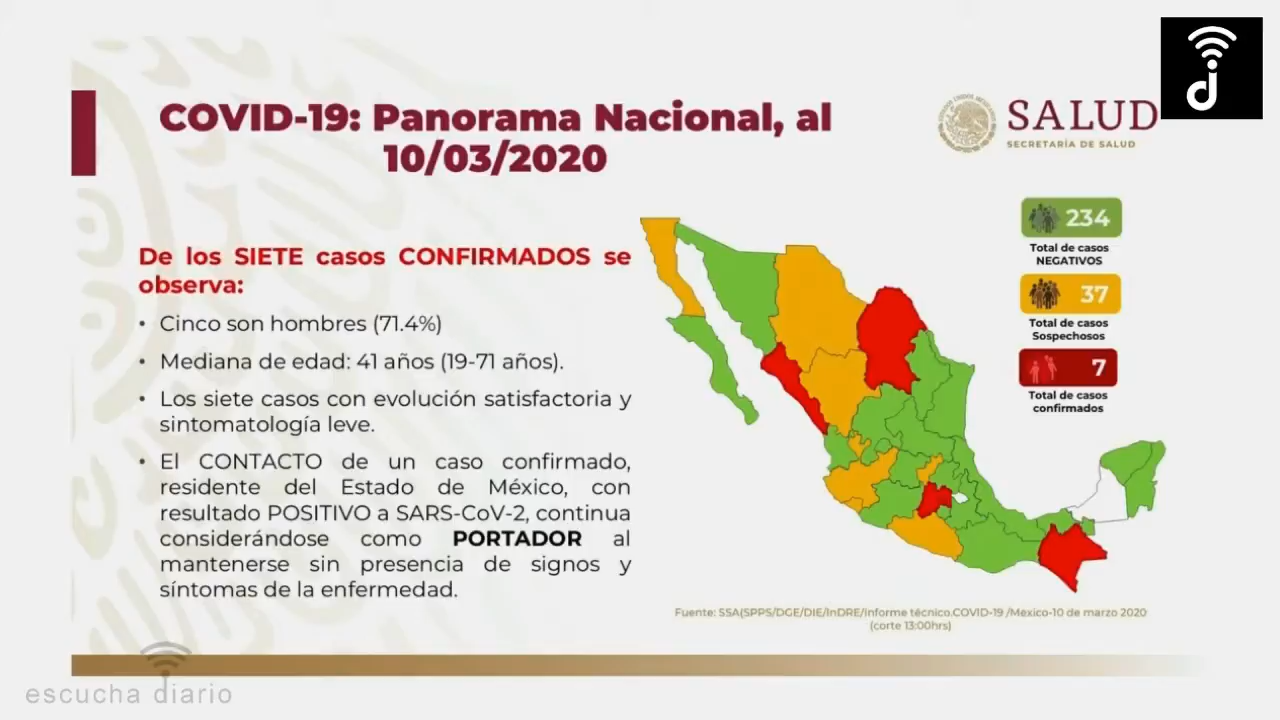 COVID-19: Panorama Nacional, al
10/03/2020
SALUD
SECRETARÍA DE SALUD
De los SIETE casos CONFIRMADOS se
observa:
• Cinco son hombres (71.4%)
• Mediana de edad: 41 años (19-71 años).
• Los siete casos con evolución satisfactoria y
sintomatología leve.
• El CONTACTO de un caso confirmado,
residente del Estado de México, con
resultado POSITIVO a SARS-CoV-2, continua
considerándose como PORTADOR al
mantenerse sin presencia de signos y
síntomas de la enfermedad.
234
Total de casos
NEGATIVOS
37
Total de casos
Sospechosos
7
Total de casos
confirmados
Fuente: SSA(SPPS/DGE/DIE/InDRE/Informe técnico.COVID-19 /Mexico-10 de marzo 2020
(corte 13:00hrs)
escucha diario